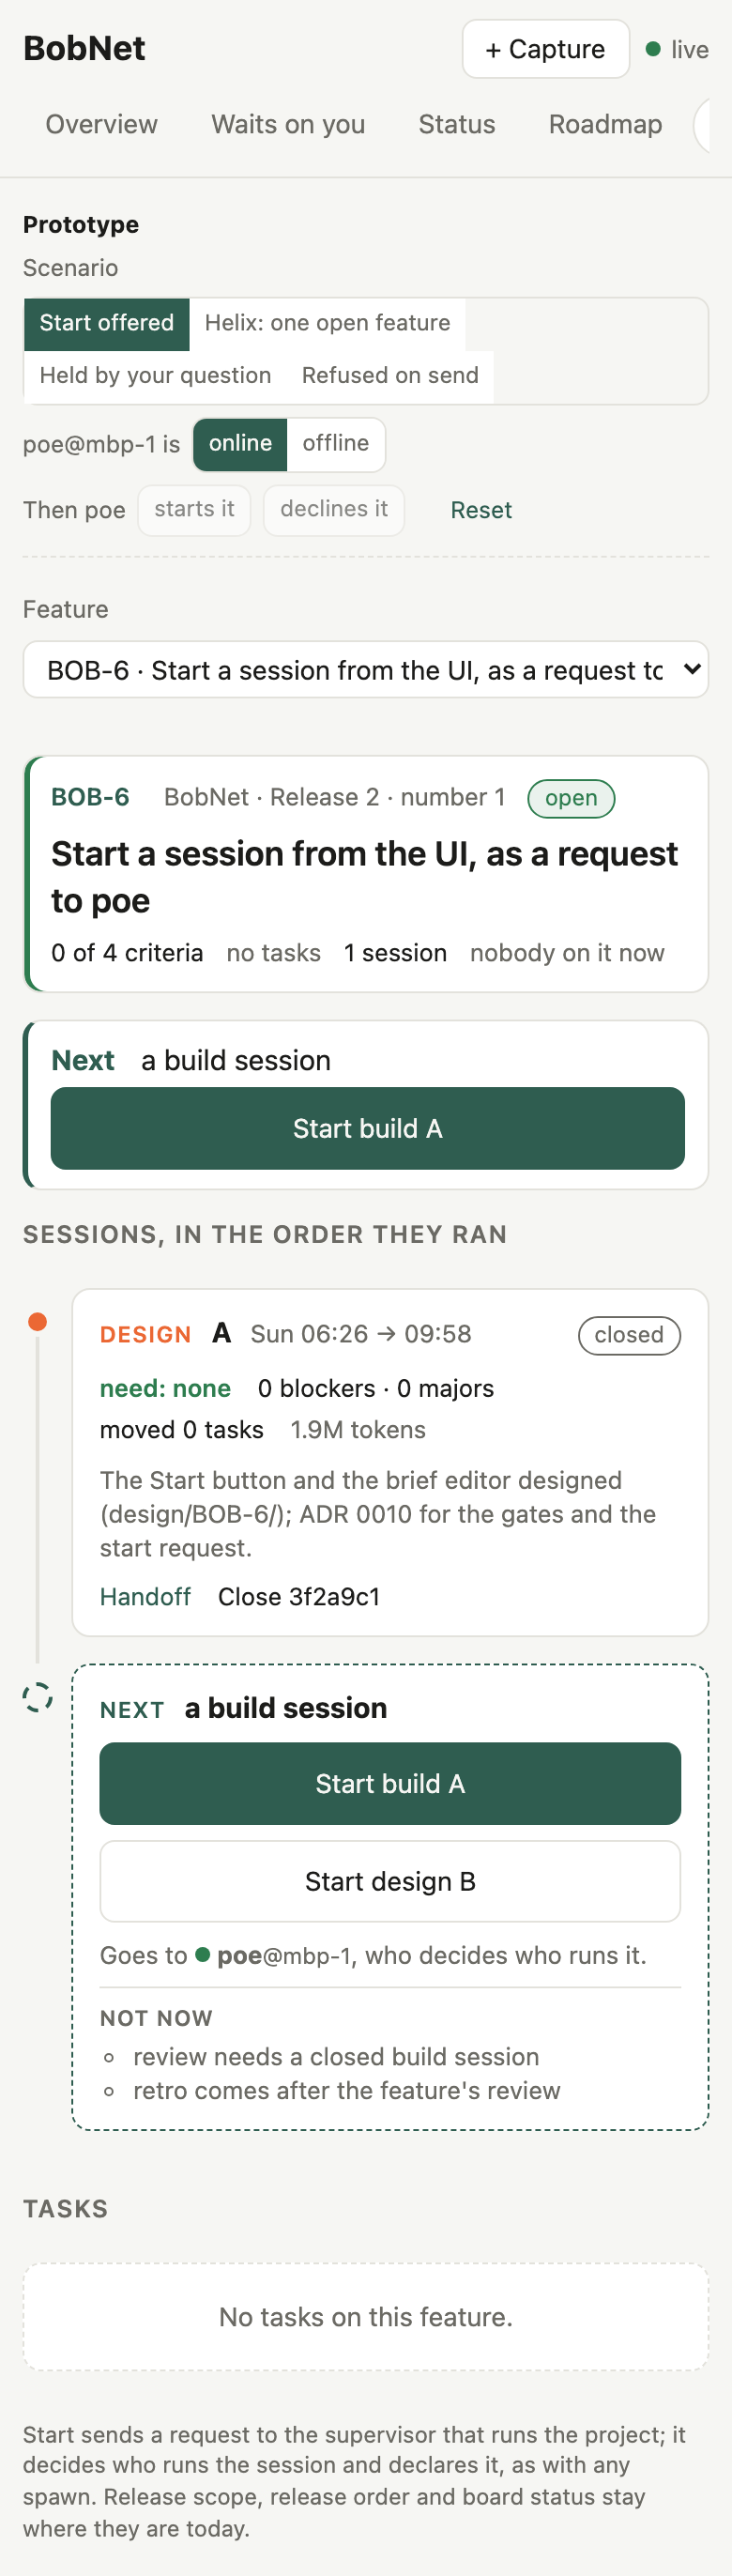 BobNet
+ Capture
live
Overview Waits on you Status Roadmap
Prototype
Scenario
Start offered Helix: one open feature
Held by your question Refused on send
poe@mbp-1 is online offline
Then poe starts it declines it Reset
Feature
BOB-6 · Start a session from the UI, as a request to
BOB-6 BobNet · Release 2 · number 1 open
Start a session from the UI, as a request
to poe
0 of 4 criteria no tasks 1 session nobody on it now
Next a build session
Start build A
SESSIONS, IN THE ORDER THEY RAN
DESIGN A Sun 06:26 → 09:58 closed
need: none 0 blockers · 0 majors
moved 0 tasks 1.9M tokens
The Start button and the brief editor designed
(design/BOB-6/); ADR 0010 for the gates and the
start request.
Handoff Close 3f2a9c1
NEXT a build session
Start build A
Start design B
Goes to poe@mbp-1, who decides who runs it.
NOT NOW
review needs a closed build session
retro comes after the feature's review
TASKS
No tasks on this feature.
Start sends a request to the supervisor that runs the project; it
decides who runs the session and declares it, as with any
spawn. Release scope, release order and board status stay
where they are today.